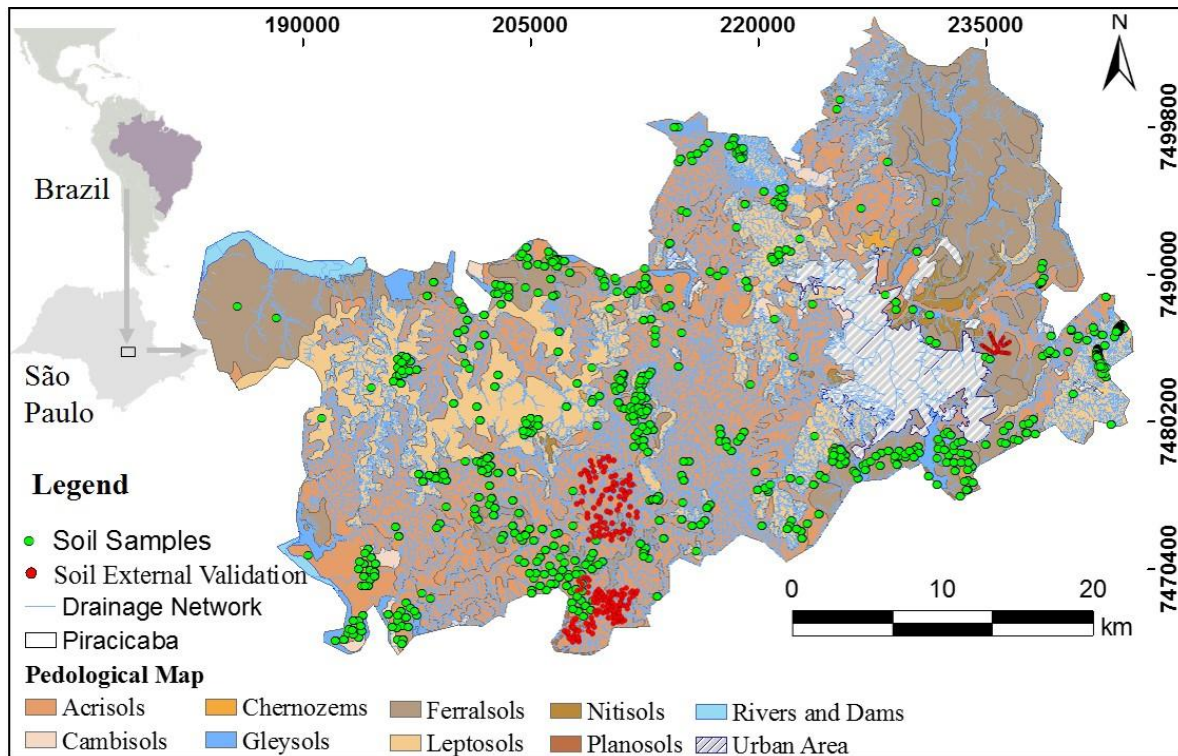 190000 205000 220000 235000
N
7499800
7490000
7480200
7470400
Brazil
São
Paulo
Legend
Soil Samples
Soil External Validation
Drainage Network
Piracicaba
0 10 20
km
Pedological Map
Acrisols Chernozems Ferralsols Nitisols Rivers and Dams
Cambisols Gleysols Leptosols Planosols Urban Area